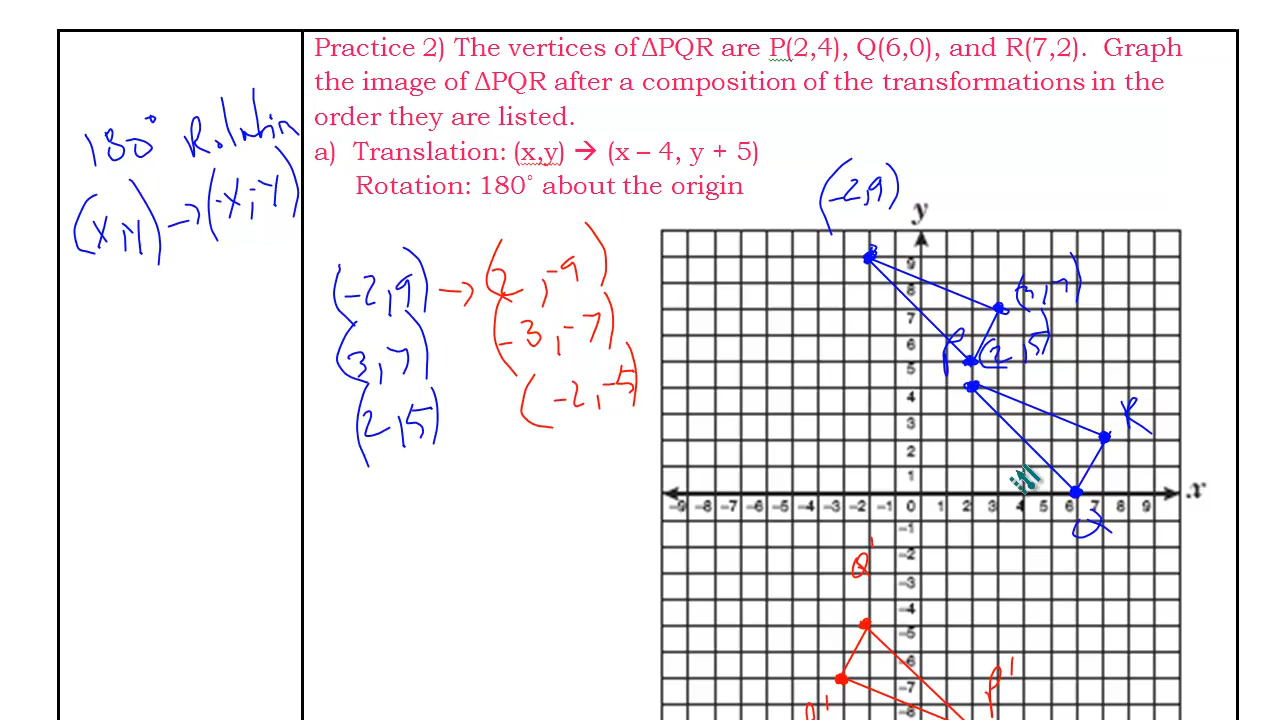 Practice 2) The vertices of ΔPQR are P(2,4), Q(6,0), and R(7,2). Graph
the image of ΔPQR after a composition of the transformations in the
order they are listed.
a) Translation: (x,y) → (x – 4, y + 5)
Rotation: 180° about the origin
180° Rotation
(x,y) → (-x,-y)
(-2,9) → (2,-9)
(3,7) (-3,-7)
(2,5) (-2,-5)
(-2,9)
y
9
8 (3,7)
7
6 P (2,5)
5
4
3 R
2
1
x
-9 -8 -7 -6 -5 -4 -3 -2 -1 0 1 2 3 4 5 6 7 8 9
Q
-1
-2 Q'
-3
-4
-5
-6
-7 P'
-8